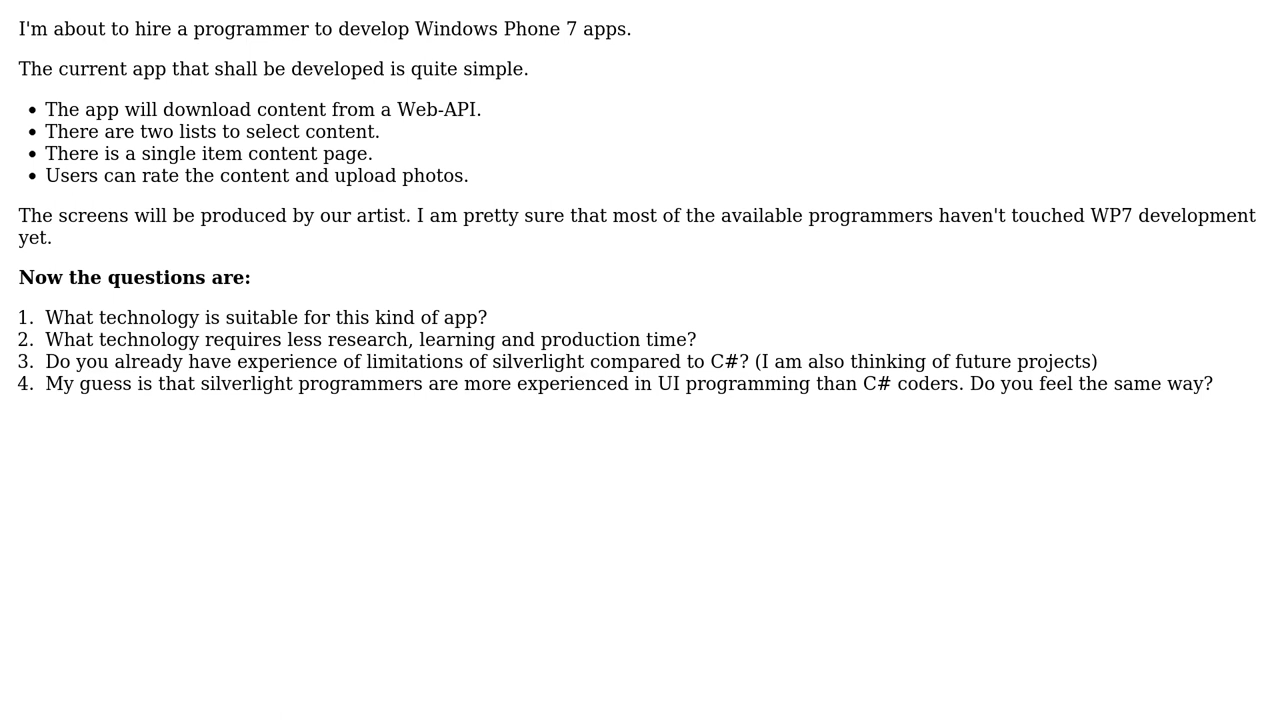 I'm about to hire a programmer to develop Windows Phone 7 apps.
The current app that shall be developed is quite simple.
• The app will download content from a Web-API.
• There are two lists to select content.
• There is a single item content page.
• Users can rate the content and upload photos.
The screens will be produced by our artist. I am pretty sure that most of the available programmers haven't touched WP7 development
yet.
Now the questions are:
1. What technology is suitable for this kind of app?
2. What technology requires less research, learning and production time?
3. Do you already have experience of limitations of silverlight compared to C#? (I am also thinking of future projects)
4. My guess is that silverlight programmers are more experienced in UI programming than C# coders. Do you feel the same way?